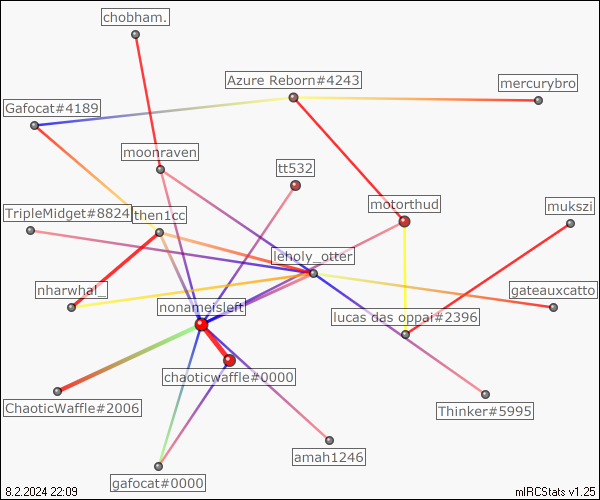 chobham.
Azure Reborn#4243
mercurybro
Gafocat#4189
moonraven
tt532
TripleMidget#8824
then1cc
motorthud
mukszi
leholy_otter
nharwhal_
gateauxcatto
nonameisleft
lucas das oppai#2396
chaoticwaffle#0000
ChaoticWaffle#2006
Thinker#5995
amah1246
gafocat#0000
8.2.2024 22:09
mIRCStats v1.25